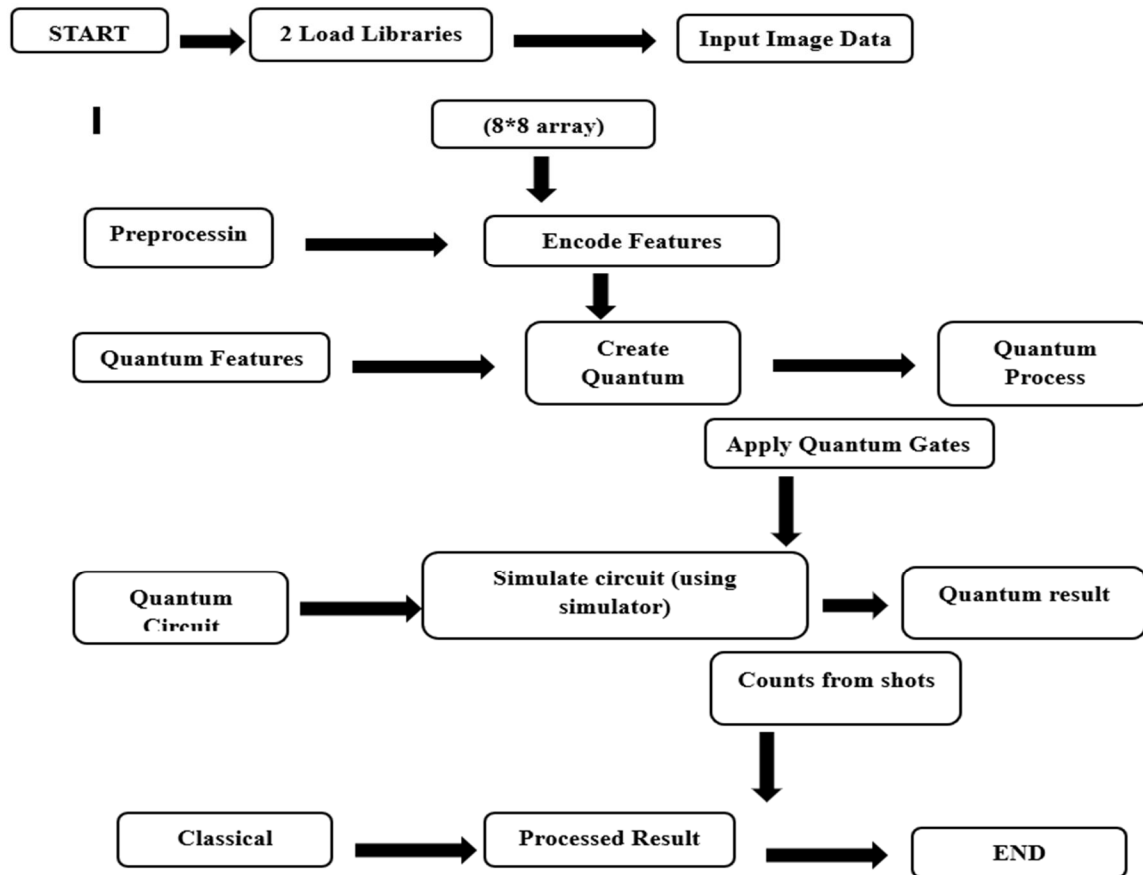 START
2 Load Libraries
Input Image Data
(8*8 array)
Preprocessin
Encode Features
Quantum Features
Create
Quantum
Quantum
Process
Apply Quantum Gates
Quantum
Circuit
Simulate circuit (using
simulator)
Quantum result
Counts from shots
Classical
Processed Result
END